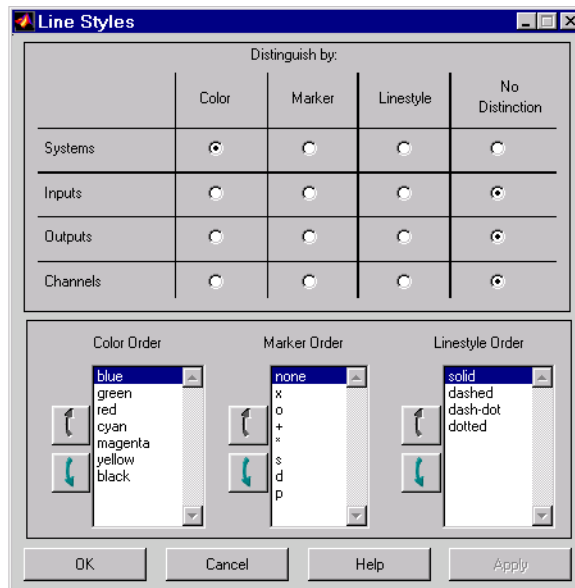 Line Styles
Distinguish by:
Color Marker Linestyle No Distinction
Systems
Inputs
Outputs
Channels
Color Order Marker Order Linestyle Order
blue
green
red
cyan
magenta
yellow
black
none
x
o
+
*
s
d
p
solid
dashed
dash-dot
dotted
OK Cancel Help Apply